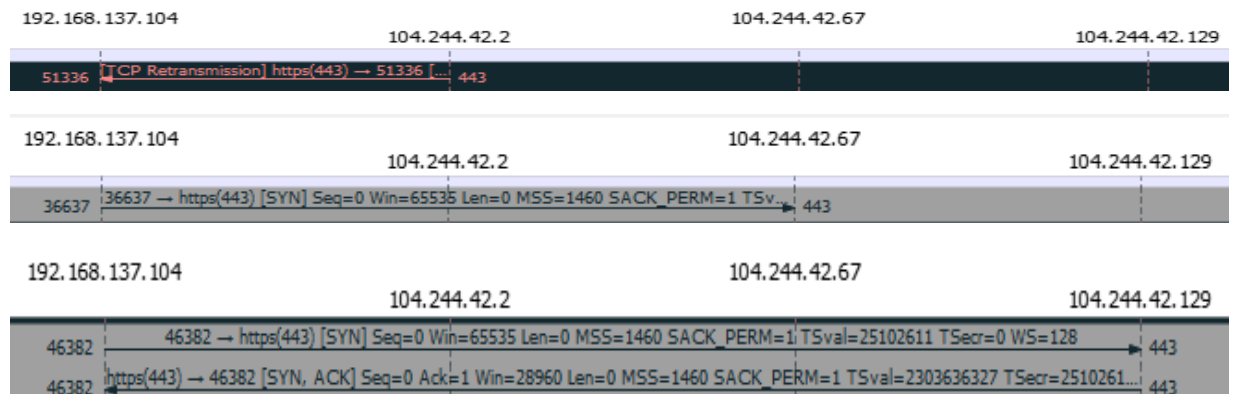 192.168.137.104 104.244.42.67
104.244.42.2 104.244.42.129
51336 [TCP Retransmission] https(443) → 51336 [... 443
192.168.137.104 104.244.42.67
104.244.42.2 104.244.42.129
36637 36637 → https(443) [SYN] Seq=0 Win=65535 Len=0 MSS=1460 SACK_PERM=1 TSv... 443
192.168.137.104 104.244.42.67
104.244.42.2 104.244.42.129
46382 46382 → https(443) [SYN] Seq=0 Win=65535 Len=0 MSS=1460 SACK_PERM=1 TSval=25102611 TSecr=0 WS=128 443
46382 https(443) → 46382 [SYN, ACK] Seq=0 Ack=1 Win=28960 Len=0 MSS=1460 SACK_PERM=1 TSval=2303636327 TSecr=2510261... 443